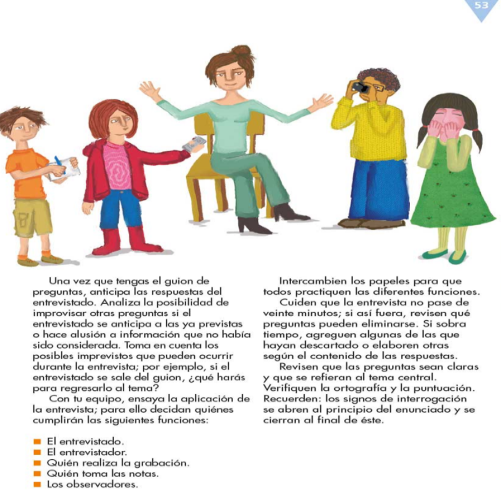 53
Una vez que tengas el guion de
preguntas, anticipa las respuestas del
entrevistado. Analiza la posibilidad de
improvisar otras preguntas si el
entrevistado se anticipa a las ya previstas
o hace alusión a información que no había
sido considerada. Toma en cuenta los
posibles imprevistos que pueden ocurrir
durante la entrevista; por ejemplo, si el
entrevistado se sale del guion, ¿qué harás
para regresarlo al tema?
Con tu equipo, ensaya la aplicación de
la entrevista; para ello decidan quiénes
cumplirán las siguientes funciones:
El entrevistado.
El entrevistador.
Quién realiza la grabación.
Quién toma las notas.
Los observadores.
Intercambien los papeles para que
todos practiquen las diferentes funciones.
Cuiden que la entrevista no pase de
veinte minutos; si así fuera, revisen qué
preguntas pueden eliminarse. Si sobra
tiempo, agreguen algunas de las que
hayan descartado o elaboren otras
según el contenido de las respuestas.
Revisen que las preguntas sean claras
y que se refieran al tema central.
Verifiquen la ortografía y la puntuación.
Recuerden: los signos de interrogación
se abren al principio del enunciado y se
cierran al final de éste.